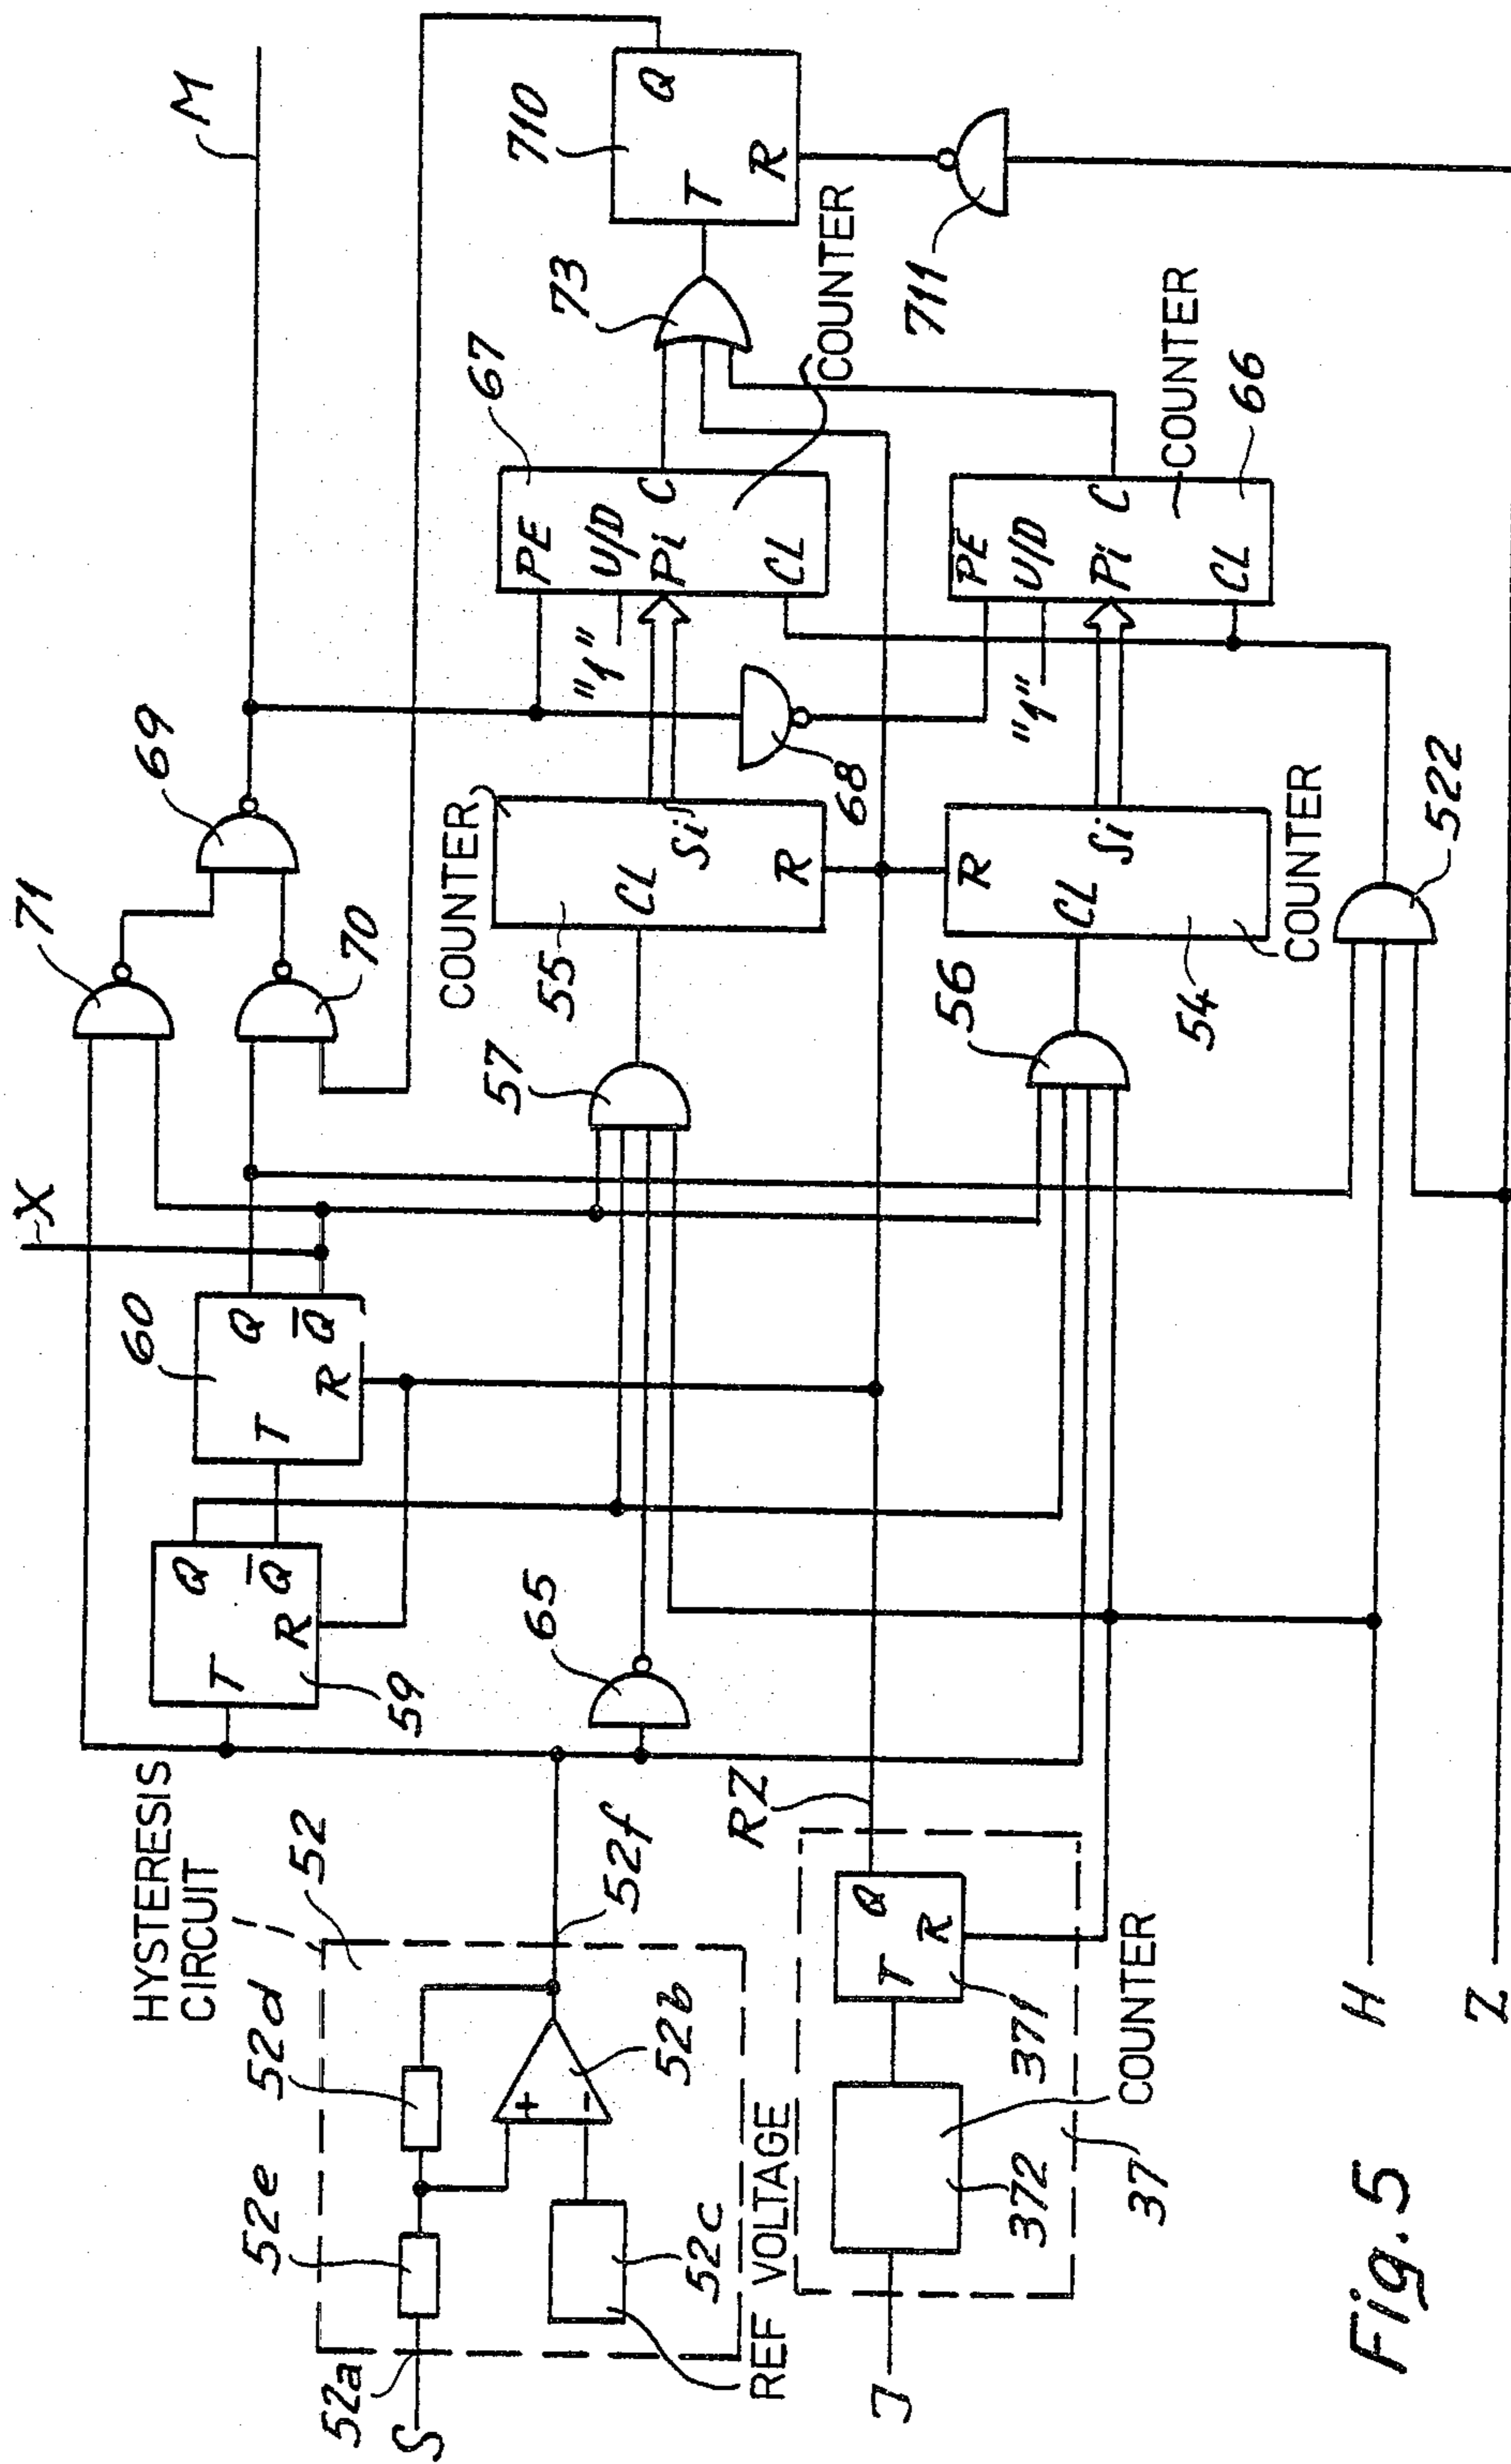 HYSTERESIS
CIRCUIT
52
52d
52e
52a
S
+
-
52b
52c
52f
REF VOLTAGE
T
Q
Q̅
R
59
60
T
Q
Q̅
R
X
71
70
69
M
65
57
COUNTER
55
CL
Si
R
68
PE
U/D
Pi
C
CL
67
"1"
COUNTER
73
710
T
Q
R
711
RZ
J
372
COUNTER
371
T
Q
R
37
56
R
CL
Si
54
COUNTER
PE
U/D
Pi
C
CL
"1"
COUNTER
66
522
H
Z
Fig. 5